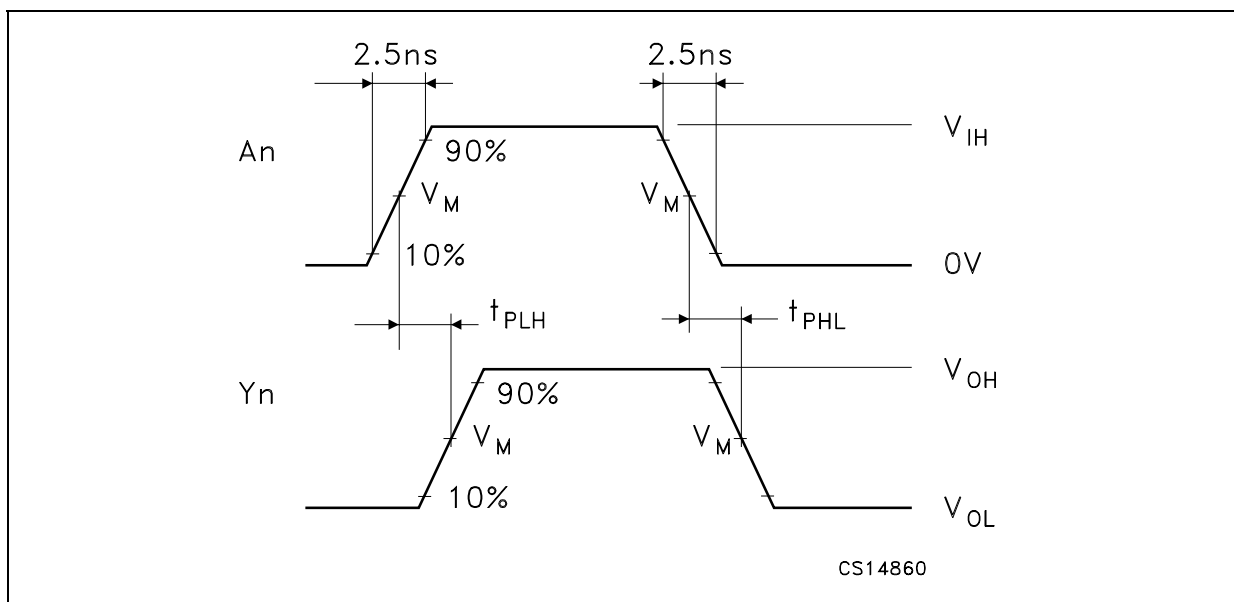 2.5ns 2.5ns
An 90% V_IH
V_M V_M
10% 0V
t_PLH t_PHL
Yn 90% V_OH
V_M V_M
10% V_OL
CS14860